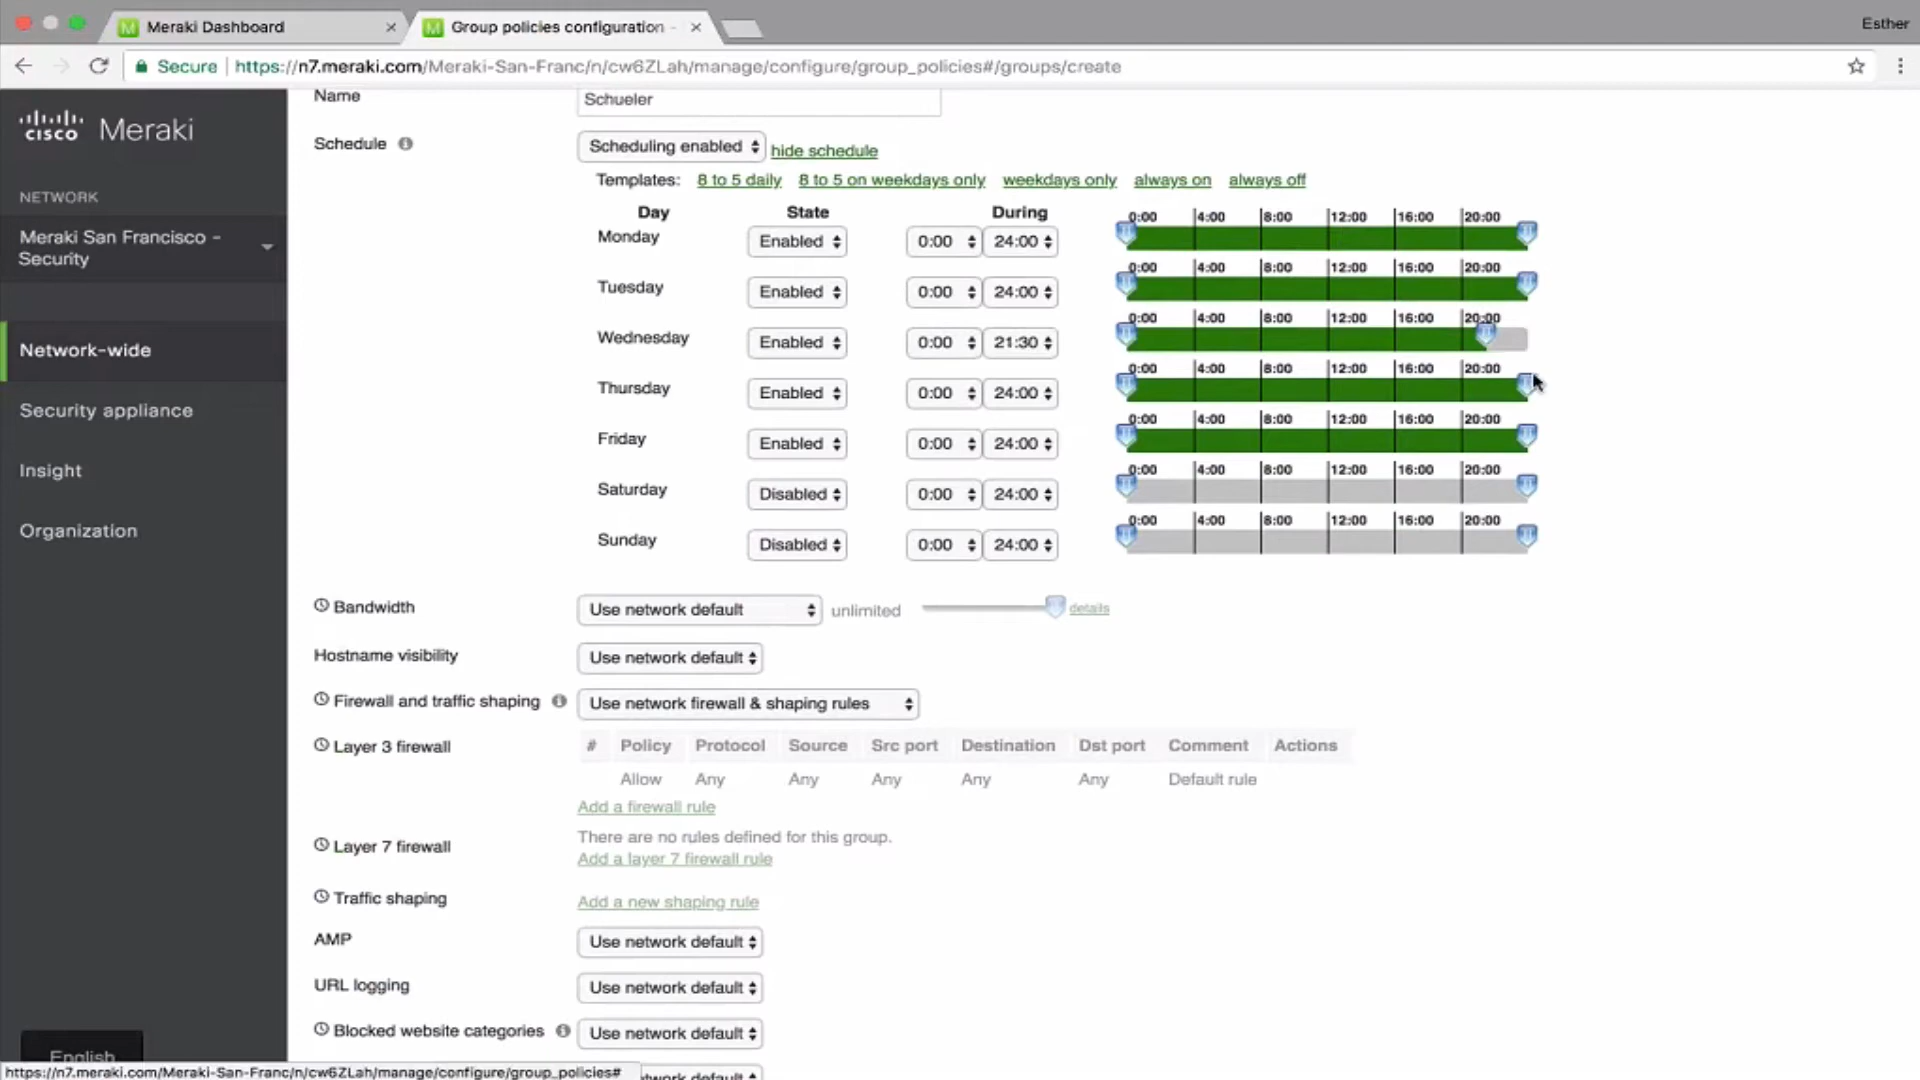 Meraki Dashboard
Group policies configuration -
Esther
Secure https://n7.meraki.com/Meraki-San-Franc/n/cw6ZLah/manage/configure/group_policies#/groups/create
cisco Meraki
NETWORK
Meraki San Francisco -
Security
Network-wide
Security appliance
Insight
Organization
English
Name Schueler
Schedule Scheduling enabled hide schedule
Templates: 8 to 5 daily 8 to 5 on weekdays only weekdays only always on always off
Day State During
0:00 4:00 8:00 12:00 16:00 20:00
Monday Enabled 0:00 24:00
0:00 4:00 8:00 12:00 16:00 20:00
Tuesday Enabled 0:00 24:00
0:00 4:00 8:00 12:00 16:00 20:00
Wednesday Enabled 0:00 21:30
0:00 4:00 8:00 12:00 16:00 20:00
Thursday Enabled 0:00 24:00
0:00 4:00 8:00 12:00 16:00 20:00
Friday Enabled 0:00 24:00
0:00 4:00 8:00 12:00 16:00 20:00
Saturday Disabled 0:00 24:00
0:00 4:00 8:00 12:00 16:00 20:00
Sunday Disabled 0:00 24:00
Bandwidth Use network default unlimited details
Hostname visibility Use network default
Firewall and traffic shaping Use network firewall & shaping rules
Layer 3 firewall # Policy Protocol Source Src port Destination Dst port Comment Actions
Allow Any Any Any Any Any Default rule
Add a firewall rule
Layer 7 firewall There are no rules defined for this group.
Add a layer 7 firewall rule
Traffic shaping Add a new shaping rule
AMP Use network default
URL logging Use network default
Blocked website categories Use network default
https://n7.meraki.com/Meraki-San-Franc/n/cw6ZLah/manage/configure/group_policies#